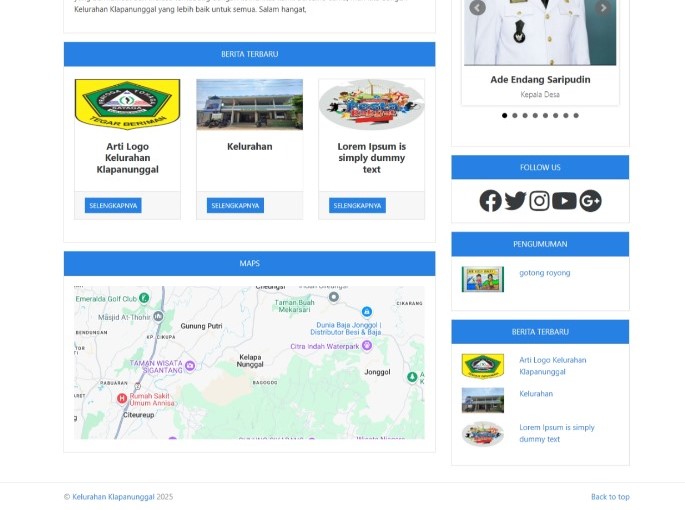 Kelurahan Klapanunggal yang lebih baik untuk semua. Salam hangat,
BERITA TERBARU
TEGAR BERIMAN
Arti Logo
Kelurahan
Klapanunggal
Kelurahan
Lorem Ipsum is
simply dummy
text
SELENGKAPNYA
SELENGKAPNYA
SELENGKAPNYA
MAPS
Emeralda Golf Club
Masjid At-Thohir
BENDUNGAN
KP. CIKUPA
Gunung Putri
Taman Buah
Mekarsari
CIKARANG
Dunia Baja Jonggol |
Distributor Besi & Baja
Citra Indah Waterpark
TAMAN WISATA
Kelapa
Nunggal
Jonggol
PABUARAN
BAGOGOG
Rumah Sakit
Umum Annisa
Citeureup
Ade Endang Saripudin
Kepala Desa
FOLLOW US
PENGUMUMAN
gotong royong
BERITA TERBARU
Arti Logo Kelurahan
Klapanunggal
Kelurahan
Lorem Ipsum is simply
dummy text
© Kelurahan Klapanunggal 2025
Back to top